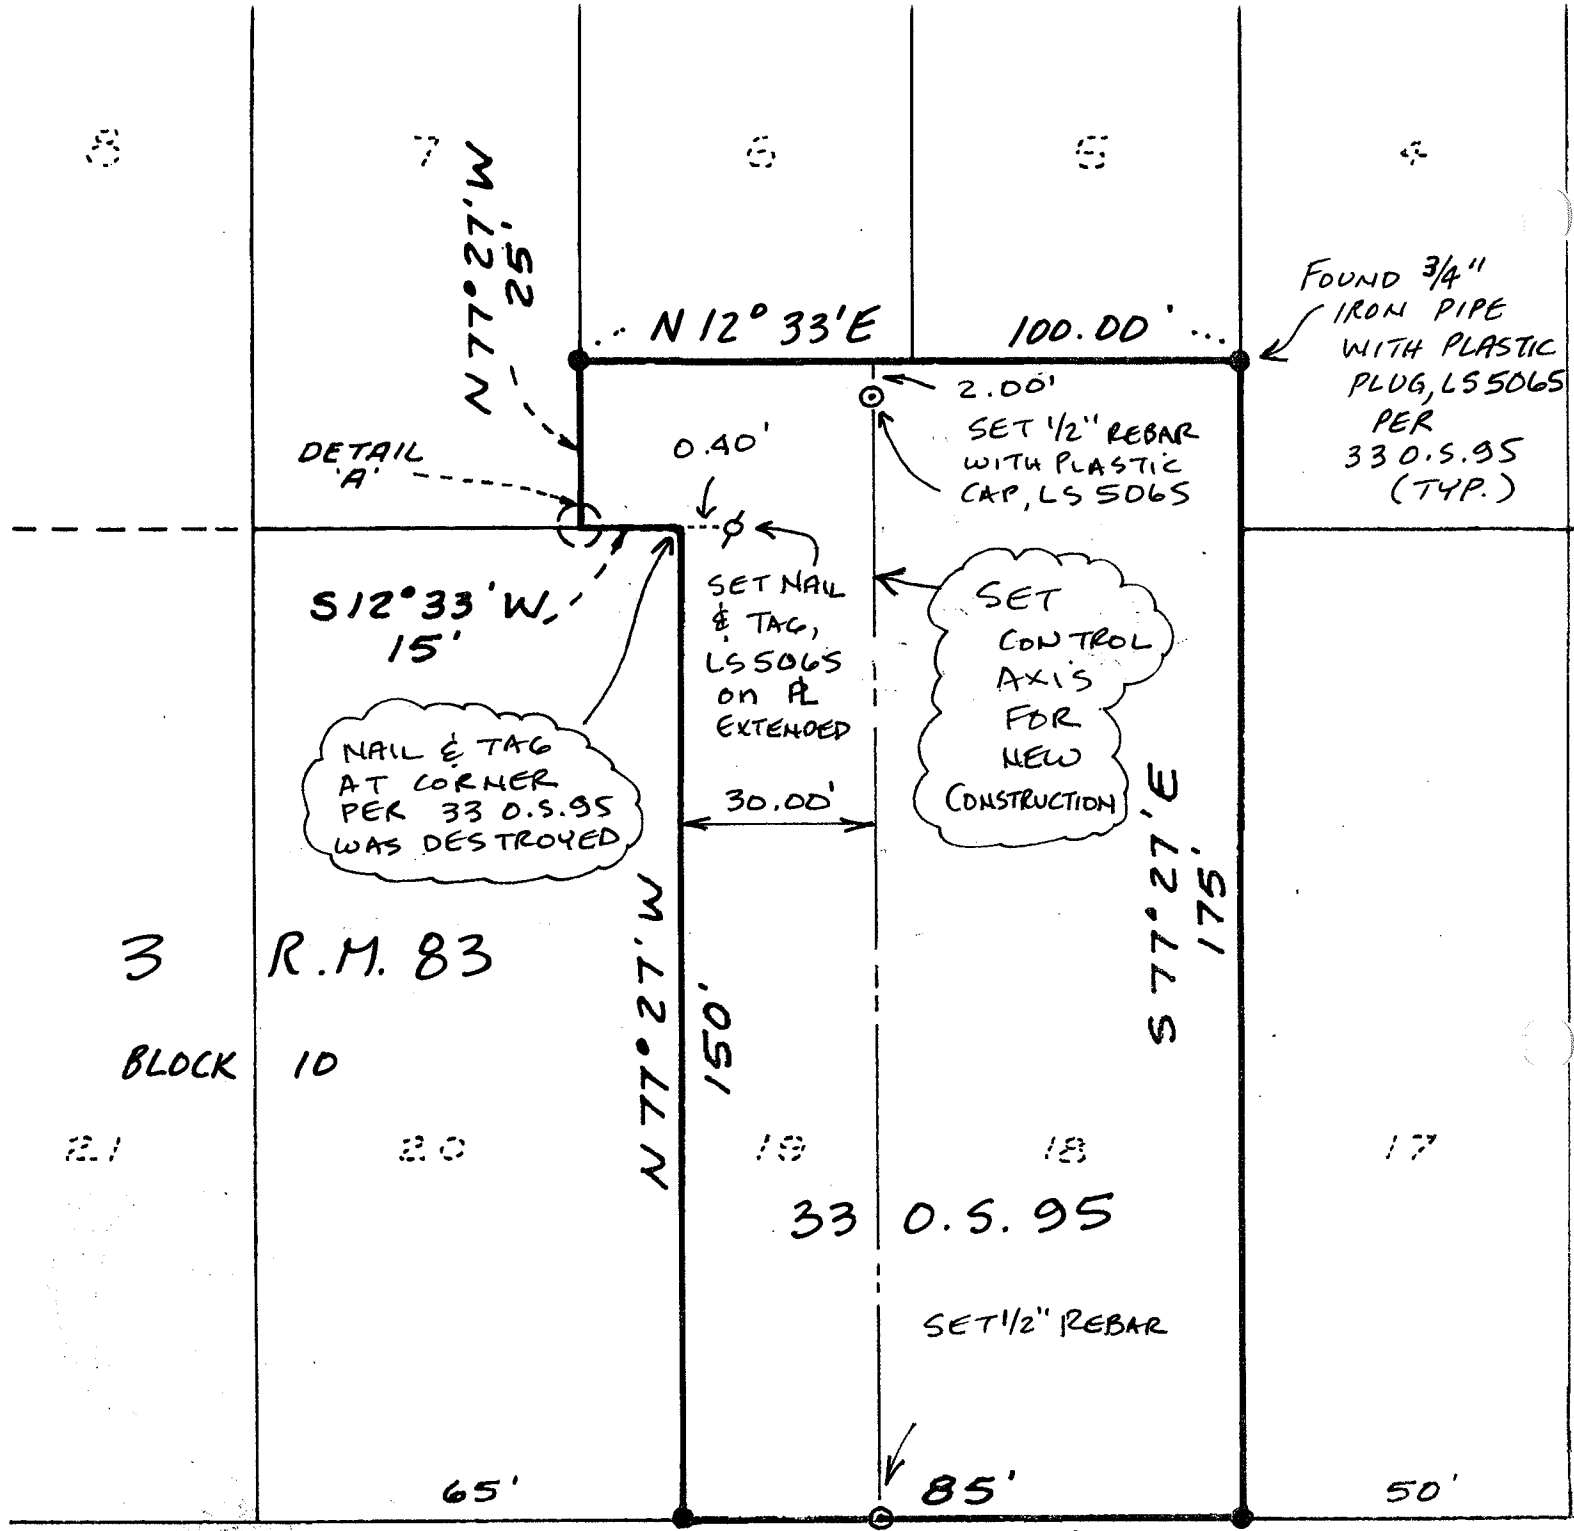 8
7
6
5
4
N 77° 27' W
25'
N 12° 33' E 100.00'
FOUND 3/4"
IRON PIPE
WITH PLASTIC
PLUG, LS 5065
PER
33 O.S. 95
(TYP.)
2.00'
SET 1/2" REBAR
WITH PLASTIC
CAP, LS 5065
0.40'
DETAIL
'A'
S 12° 33' W,
15'
SET NAIL
& TAG,
LS 5065
on PL
EXTENDED
SET
CONTROL
AXIS
FOR
NEW
CONSTRUCTION
NAIL & TAG
AT CORNER
PER 33 O.S. 95
WAS DESTROYED
30.00'
S 77° 27' E
175'
N 77° 27' W
150'
3 R.M. 83
BLOCK 10
21
20
19
18
17
33 O.S. 95
SET 1/2" REBAR
65'
85'
50'